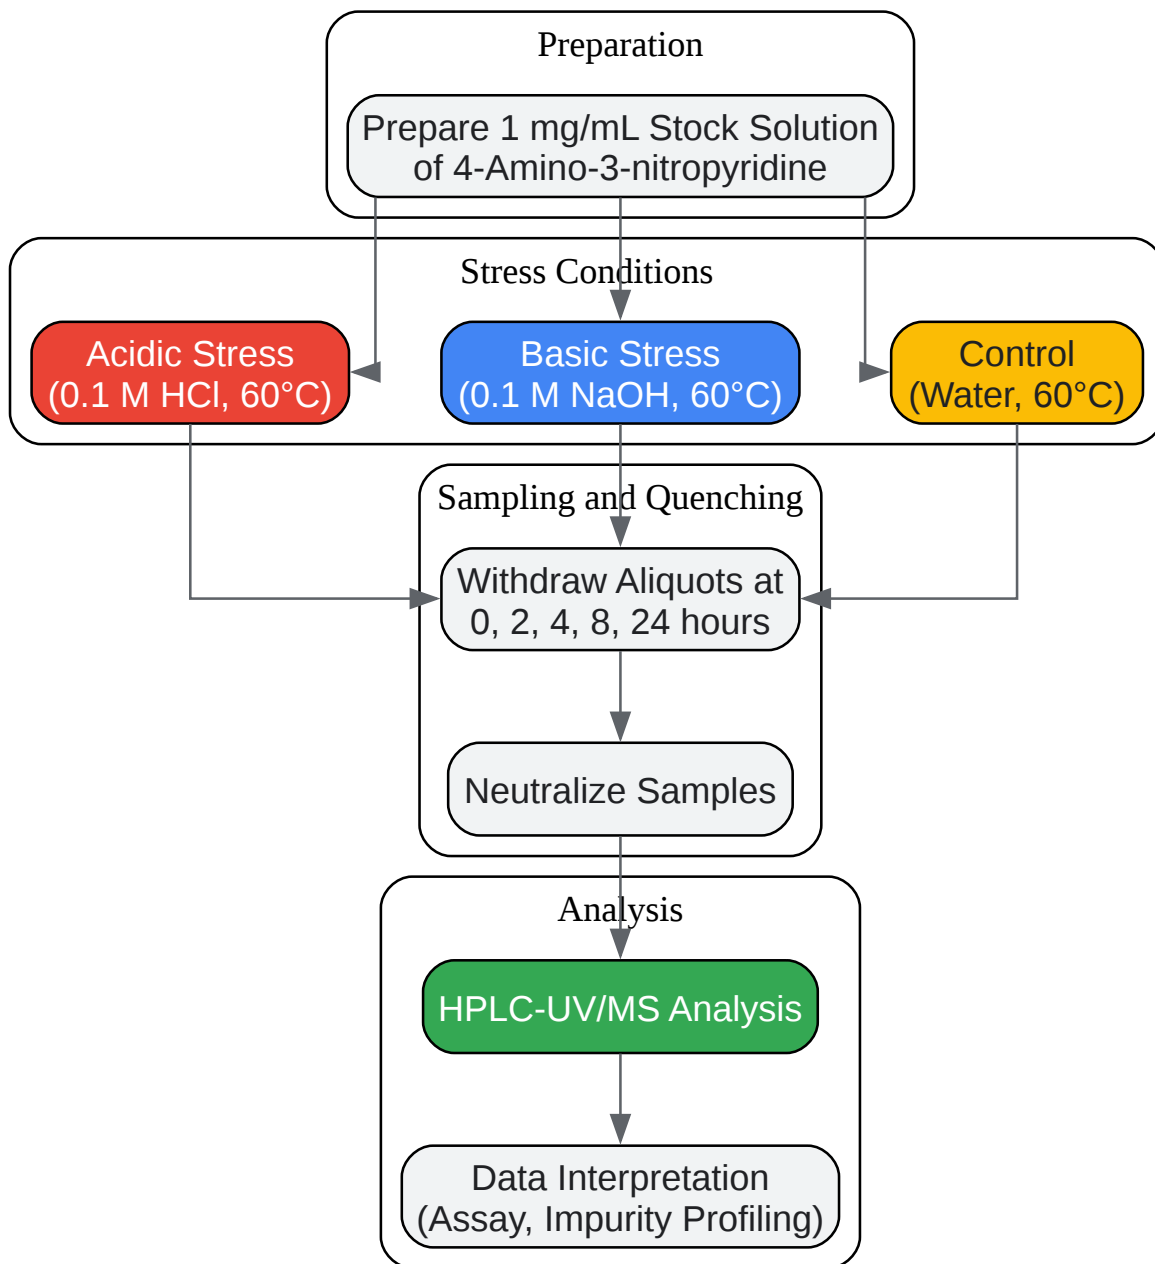 Preparation
Prepare 1 mg/mL Stock Solution
of 4-Amino-3-nitropyridine
Stress Conditions
Acidic Stress
(0.1 M HCl, 60°C)
Basic Stress
(0.1 M NaOH, 60°C)
Control
(Water, 60°C)
Sampling and Quenching
Withdraw Aliquots at
0, 2, 4, 8, 24 hours
Neutralize Samples
Analysis
HPLC-UV/MS Analysis
Data Interpretation
(Assay, Impurity Profiling)